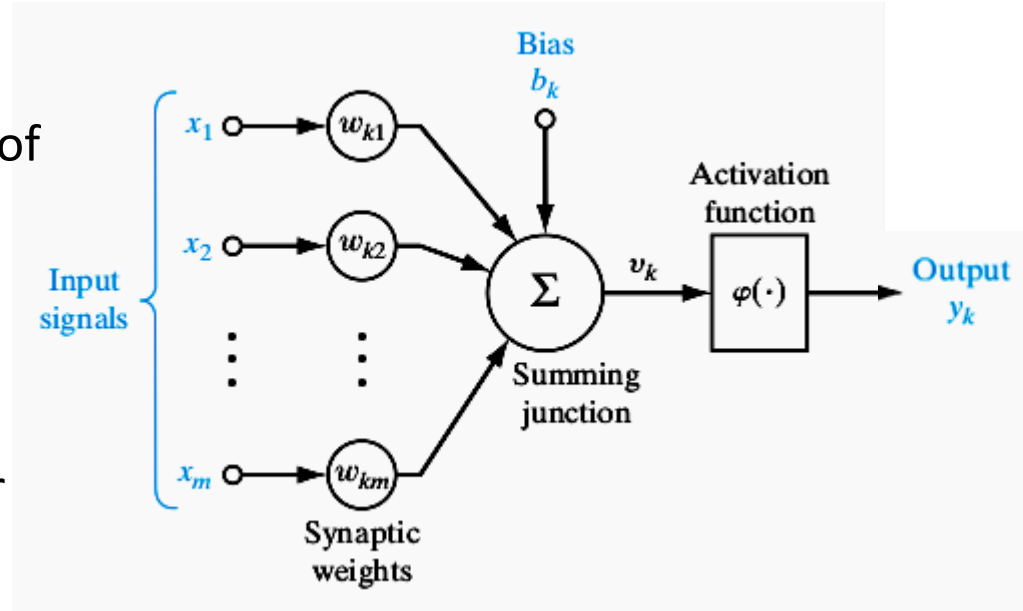 of
Bias
b_k
x_1
w_k1
Activation
function
x_2
w_k2
Input
signals
Σ
v_k
φ(·)
Output
y_k
Summing
junction
x_m
w_km
Synaptic
weights